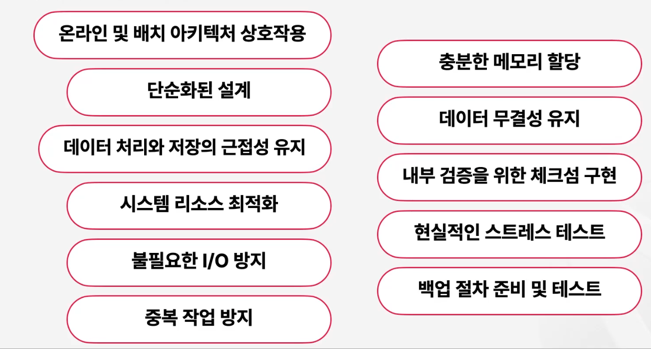 온라인 및 배치 아키텍처 상호작용
단순화된 설계
데이터 처리와 저장의 근접성 유지
시스템 리소스 최적화
불필요한 I/O 방지
중복 작업 방지
충분한 메모리 할당
데이터 무결성 유지
내부 검증을 위한 체크섬 구현
현실적인 스트레스 테스트
백업 절차 준비 및 테스트